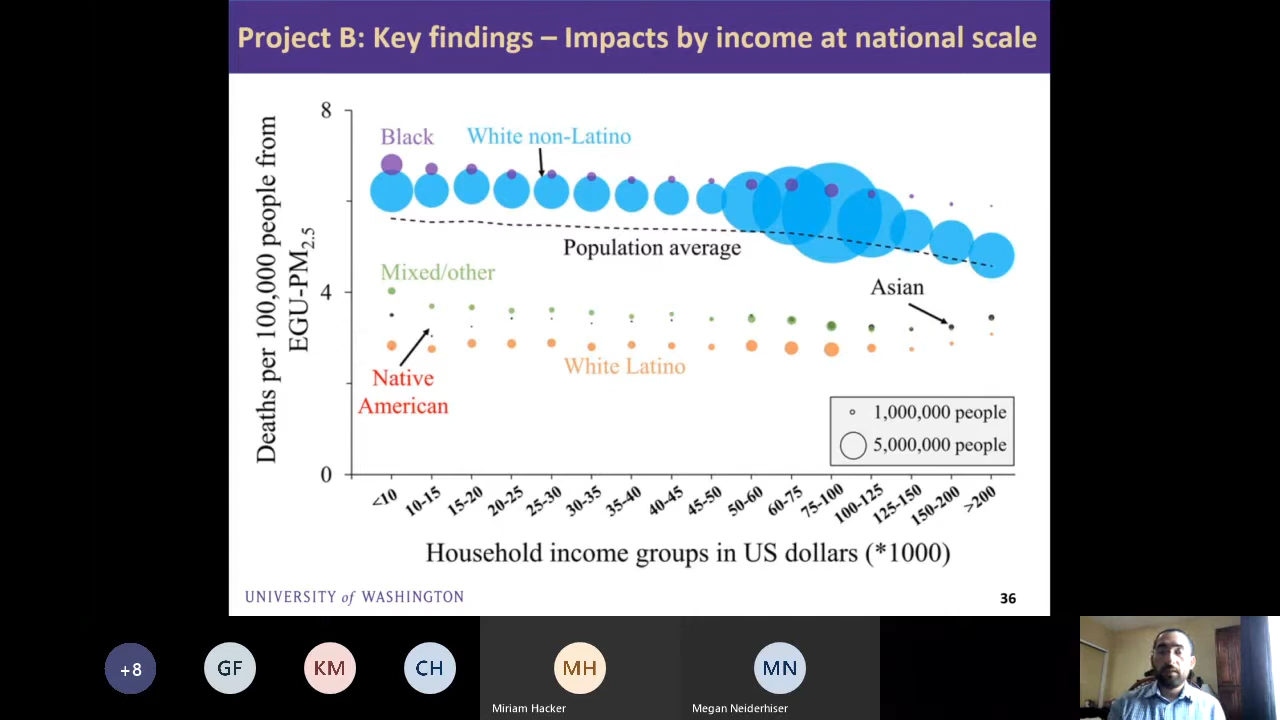 Project B: Key findings – Impacts by income at national scale
Deaths per 100,000 people from
EGU-PM2.5
8
4
0
Black
White non-Latino
Population average
Mixed/other
Asian
Native
American
White Latino
1,000,000 people
5,000,000 people
<10
10-15
15-20
20-25
25-30
30-35
35-40
40-45
45-50
50-60
60-75
75-100
100-125
125-150
150-200
>200
Household income groups in US dollars (*1000)
UNIVERSITY of WASHINGTON
36
+8
GF
KM
CH
MH
MN
Miriam Hacker
Megan Neiderhiser